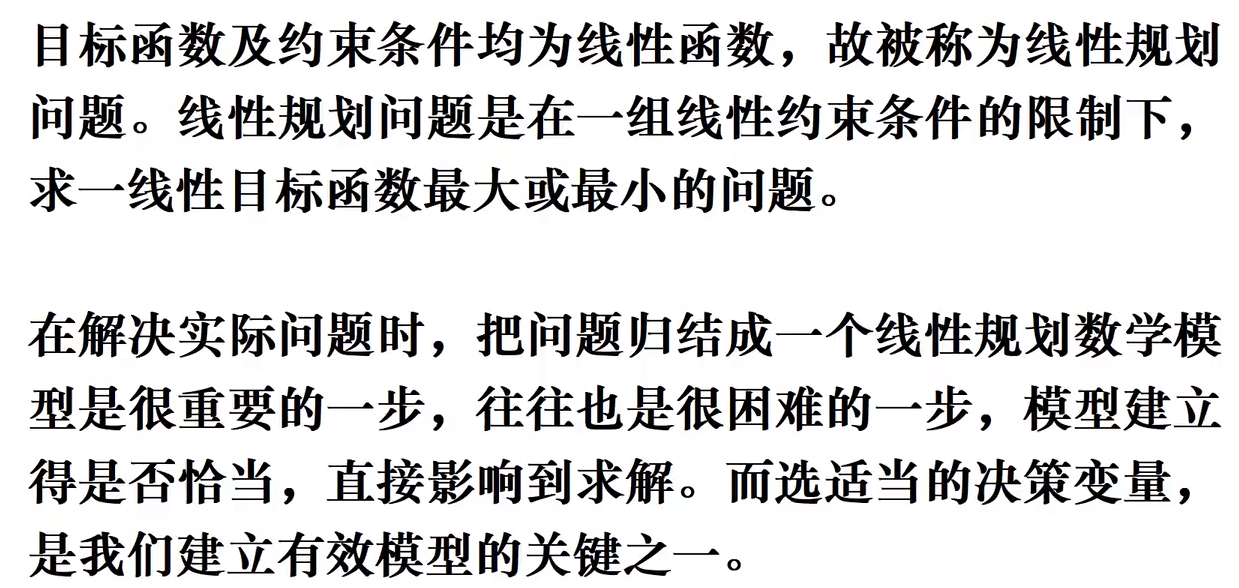 目标函数及约束条件均为线性函数，故被称为线性规划
问题。线性规划问题是在一组线性约束条件的限制下，
求一线性目标函数最大或最小的问题。
在解决实际问题时，把问题归结成一个线性规划数学模
型是很重要的一步，往往也是很困难的一步，模型建立
得是否恰当，直接影响到求解。而选适当的决策变量，
是我们建立有效模型的关键之一。